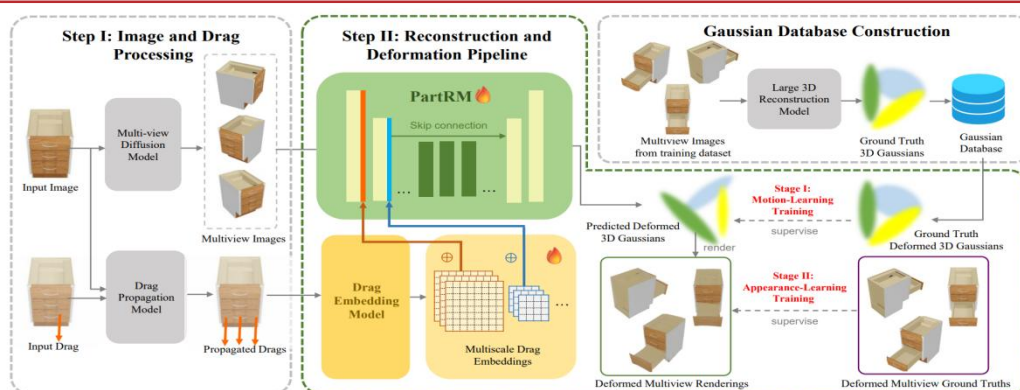 Step I: Image and Drag
Processing
Input Image
Multi-view
Diffusion
Model
Multiview Images
Input Drag
Drag
Propagation
Model
Propagated Drags
Step II: Reconstruction and
Deformation Pipeline
PartRM
Skip connection
...
...
Drag
Embedding
Model
⊕
⊕
...
Multiscale Drag
Embeddings
Gaussian Database Construction
Multiview Images
from training dataset
Large 3D
Reconstruction
Model
Ground Truth
3D Gaussians
Gaussian
Database
Predicted Deformed
3D Gaussians
Stage I:
Motion-Learning
Training
supervise
Ground Truth
Deformed 3D Gaussians
render
Stage II:
Appearance-Learning
Training
supervise
Deformed Multiview Renderings
Deformed Multiview Ground Truths